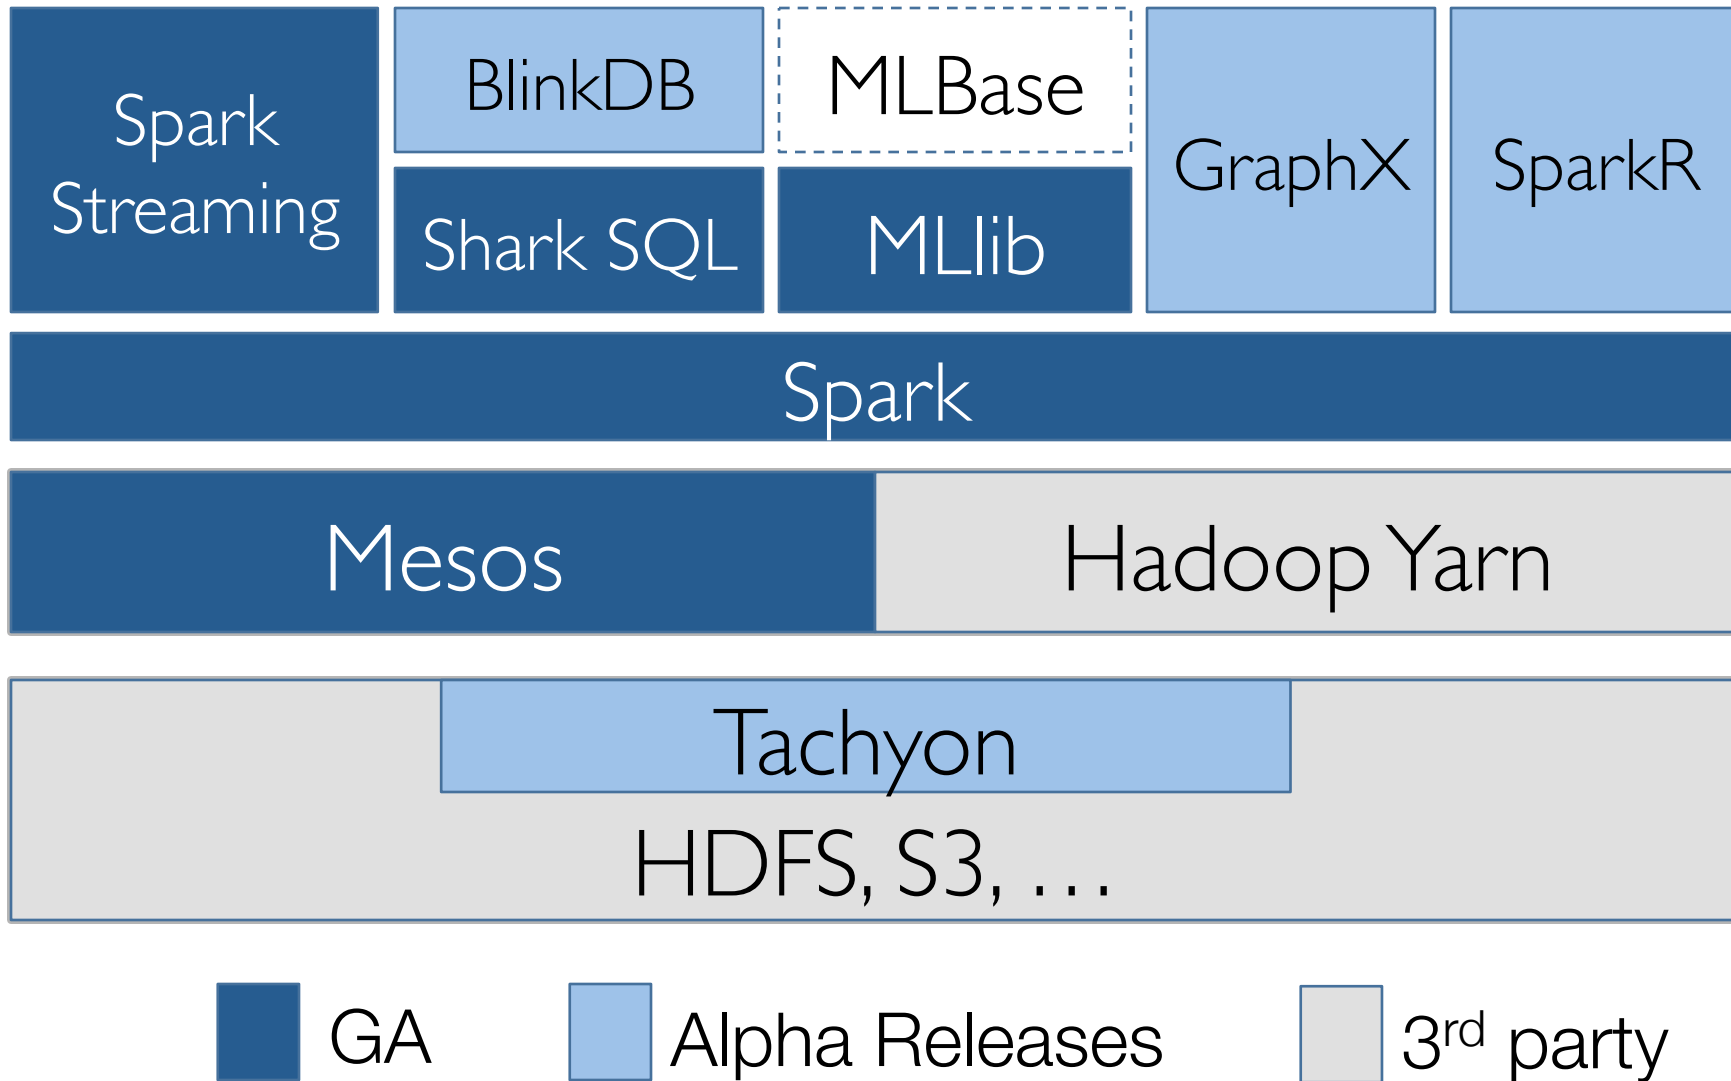 Spark
Streaming
BlinkDB
Shark SQL
MLBase
MLlib
GraphX
SparkR
Spark
Mesos
Hadoop Yarn
Tachyon
HDFS, S3, …
GA
Alpha Releases
3rd party